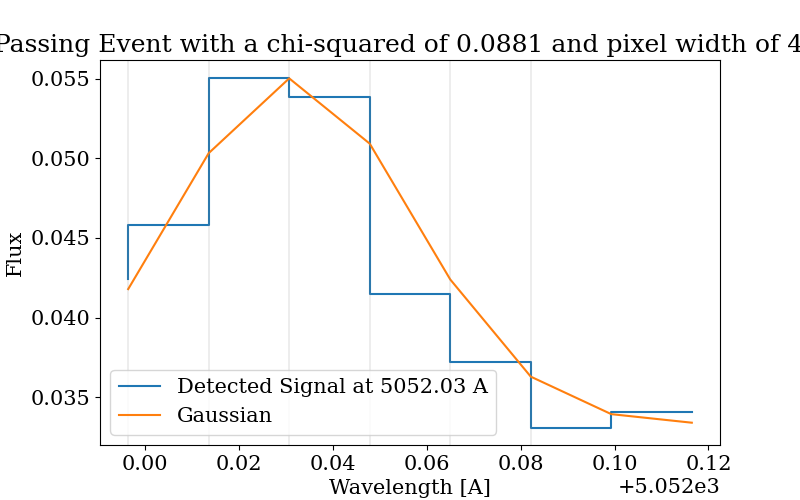 Passing Event with a chi-squared of 0.0881 and pixel width of 4
0.055
0.050
0.045
0.040
0.035
Flux
Detected Signal at 5052.03 A
Gaussian
0.00 0.02 0.04 0.06 0.08 0.10 0.12
Wavelength [A]
+5.052e3